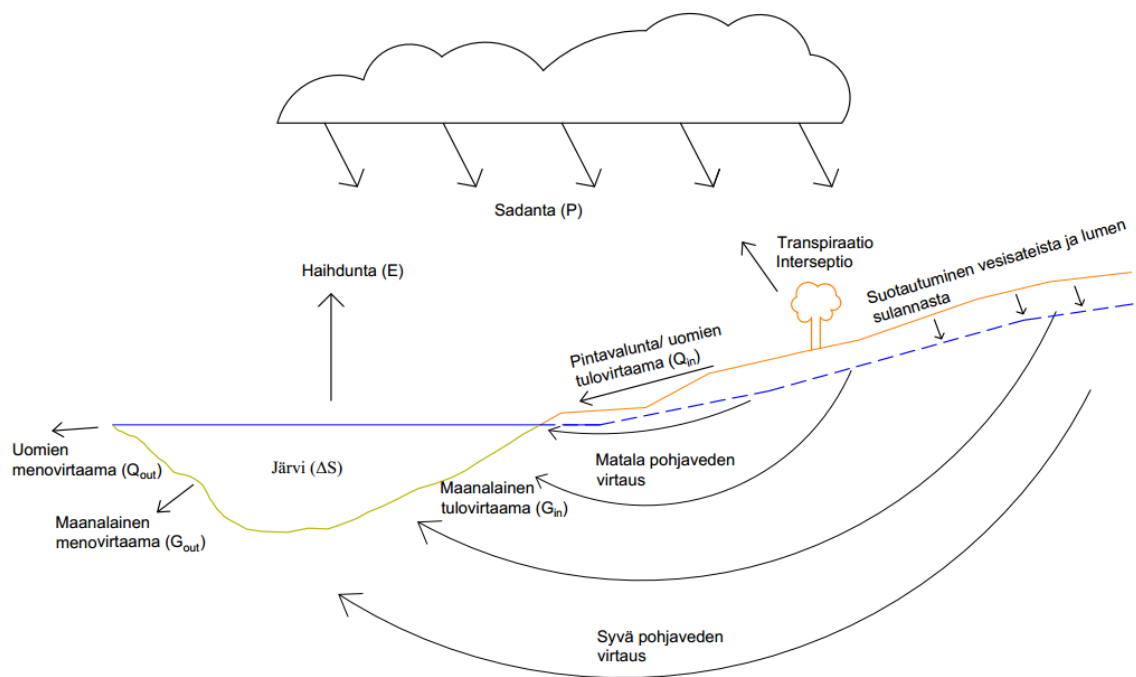 Sadanta (P)
Transpiraatio
Interseptio
Haihdunta (E)
Suotautuminen vesisateista ja lumen
sulannasta
Pintavalunta/ uomien
tulovirtaama (Qin)
Uomien
menovirtaama (Qout)
Järvi (ΔS)
Matala pohjaveden
virtaus
Maanalainen
tulovirtaama (Gin)
Maanalainen
menovirtaama (Gout)
Syvä pohjaveden
virtaus